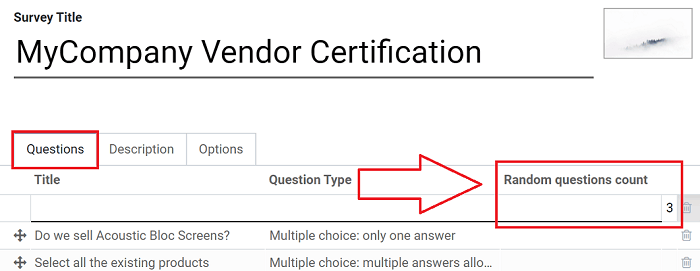 Survey Title
MyCompany Vendor Certification
Questions Description Options
Title Question Type Random questions count
3
Do we sell Acoustic Bloc Screens? Multiple choice: only one answer
Select all the existing products Multiple choice: multiple answers allo...